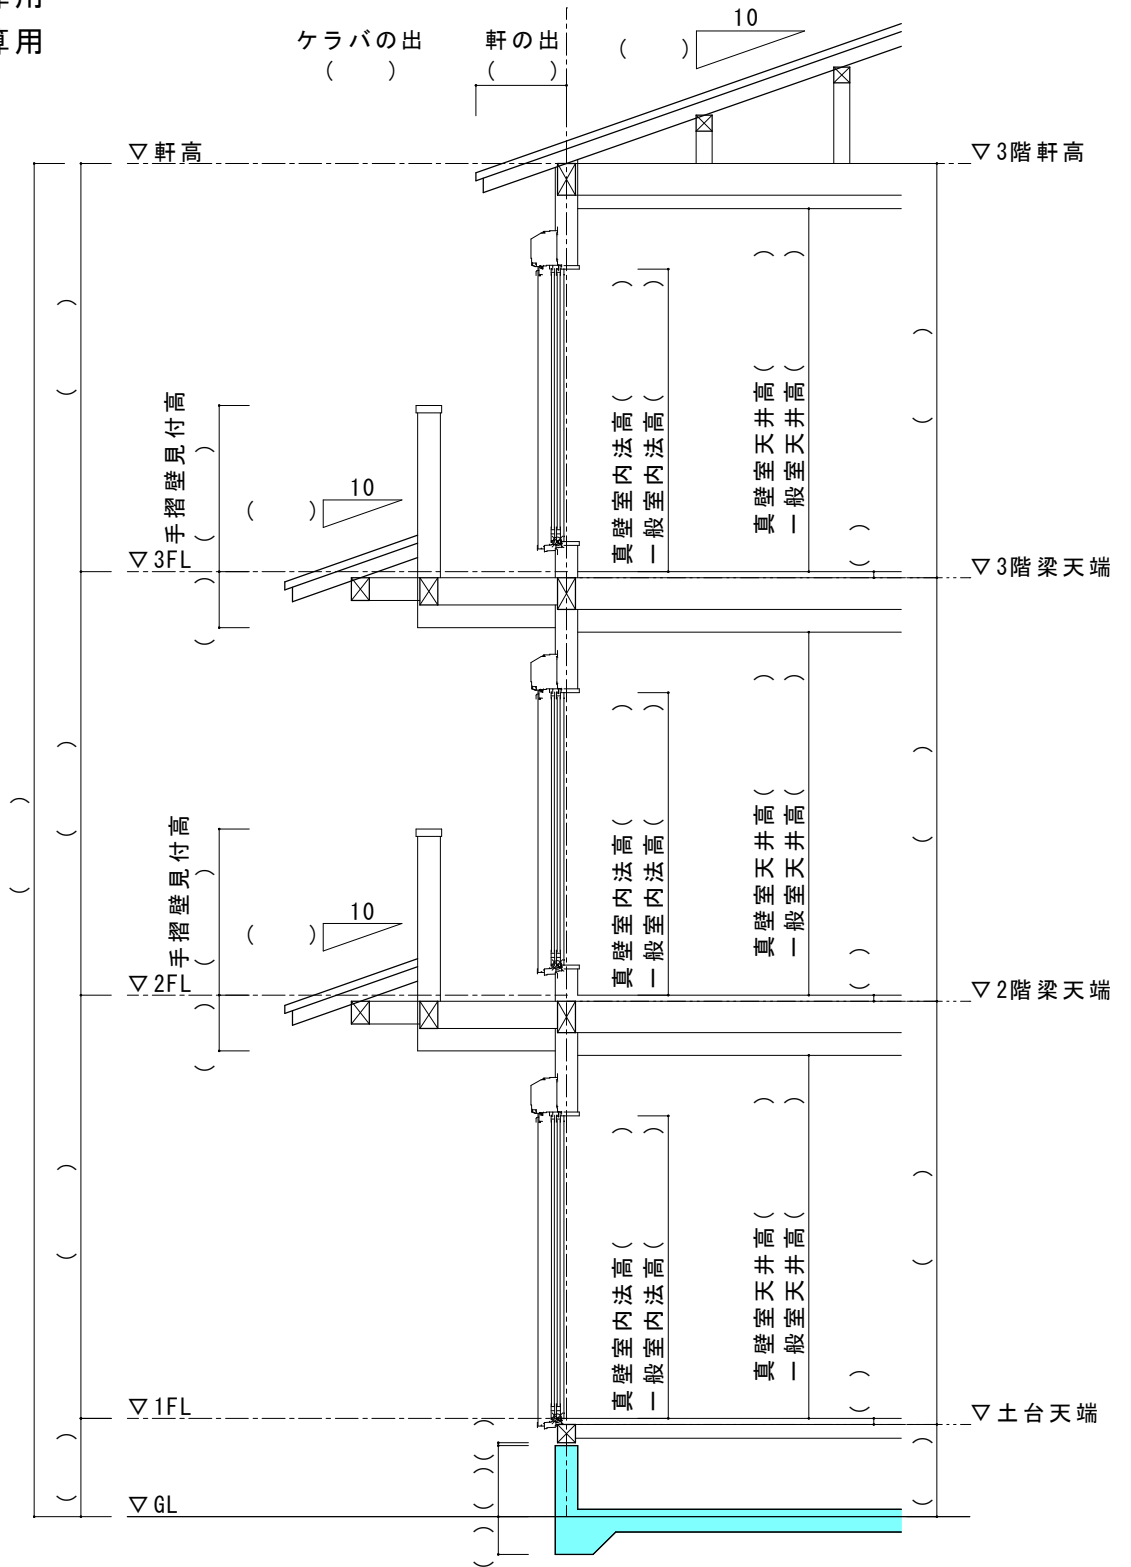 算用
ケラバの出
(　　)
軒の出
(　　)
(　　)
10
▽軒高
▽3階軒高
真壁室内法高(　　)
一般室内法高(　　)
真壁室天井高(　　)
一般室天井高(　　)
(　　)
(　　)
手摺壁見付高
(　　)
(　　)
10
(　　)
▽3FL
(　　)
▽3階梁天端
真壁室内法高(　　)
一般室内法高(　　)
真壁室天井高(　　)
一般室天井高(　　)
(　　)
(　　)
(　　)
手摺壁見付高
(　　)
(　　)
10
(　　)
▽2FL
(　　)
▽2階梁天端
真壁室内法高(　　)
一般室内法高(　　)
真壁室天井高(　　)
一般室天井高(　　)
(　　)
(　　)
▽1FL
(　　)
▽土台天端
(　　)
(　　)
(　　)
(　　)
(　　)
▽GL